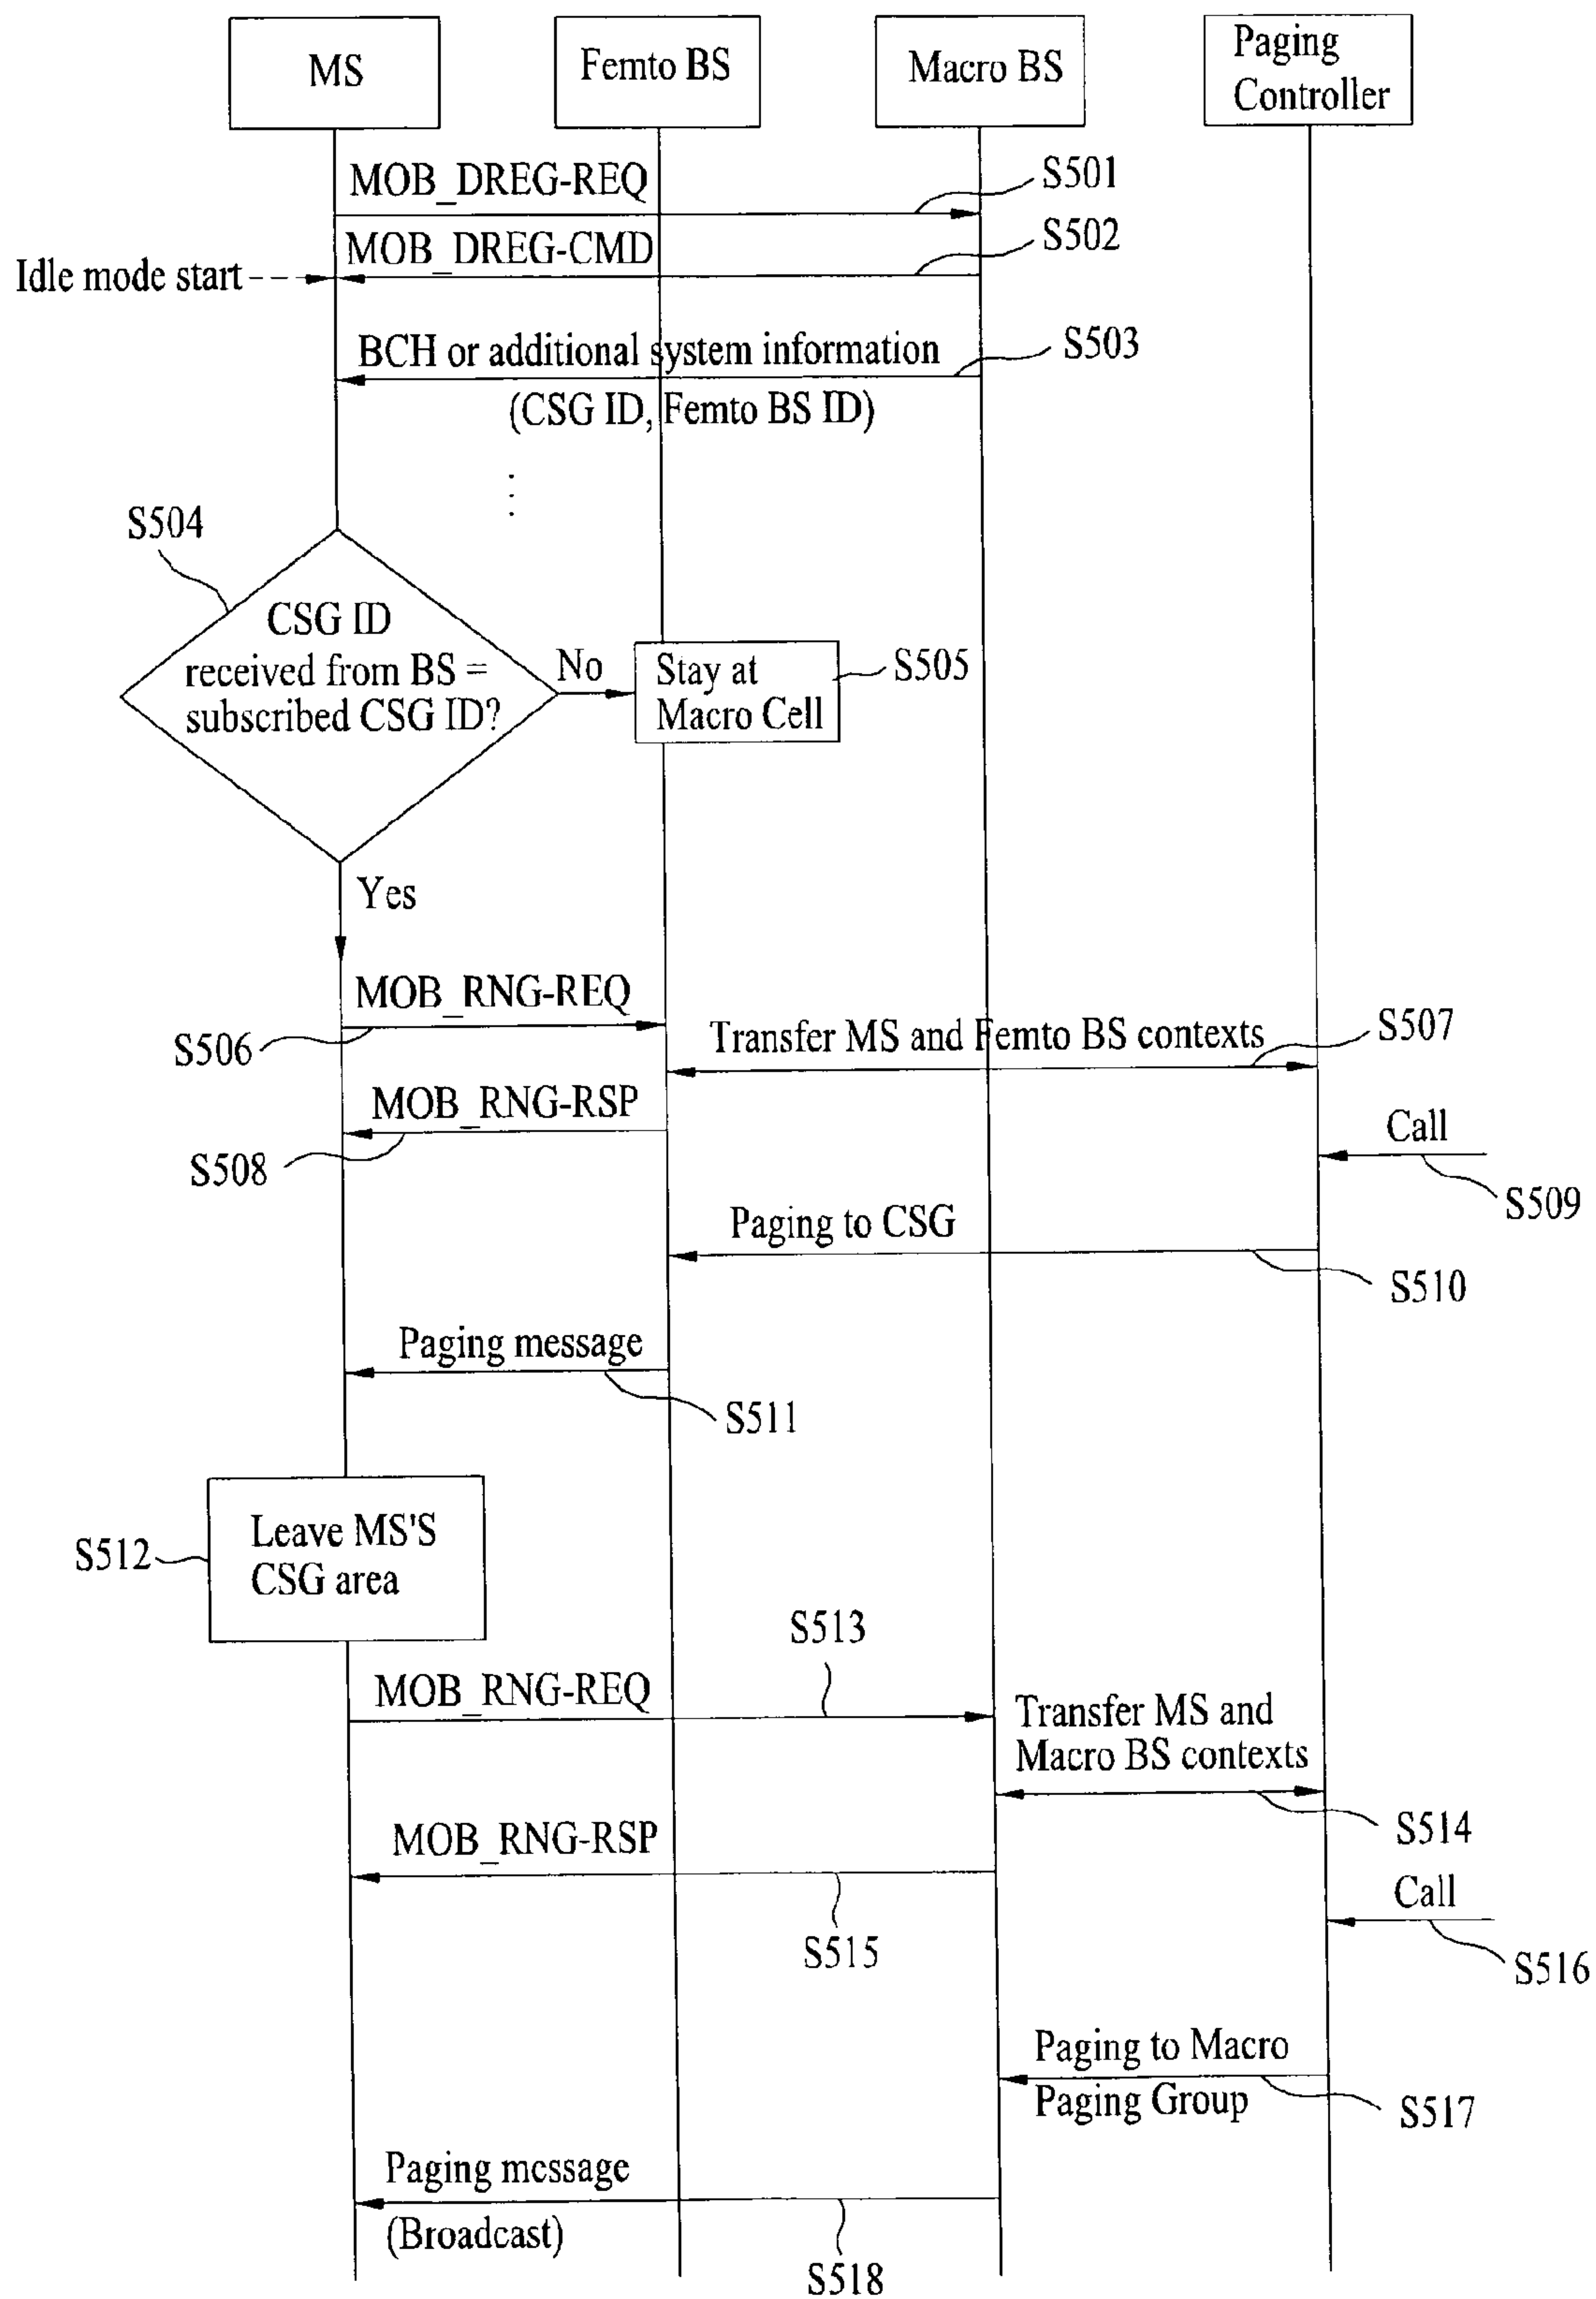 MS
Femto BS
Macro BS
Paging
Controller
MOB_DREG-REQ
S501
MOB_DREG-CMD
S502
Idle mode start
BCH or additional system information
S503
(CSG ID, Femto BS ID)
S504
CSG ID
received from BS =
subscribed CSG ID?
No
Stay at
Macro Cell
S505
Yes
MOB_RNG-REQ
S506
Transfer MS and Femto BS contexts
S507
MOB_RNG-RSP
S508
Call
S509
Paging to CSG
S510
Paging message
S511
Leave MS'S
CSG area
S512
S513
MOB_RNG-REQ
Transfer MS and
Macro BS contexts
S514
MOB_RNG-RSP
S515
Call
S516
Paging to Macro
Paging Group
S517
Paging message
(Broadcast)
S518